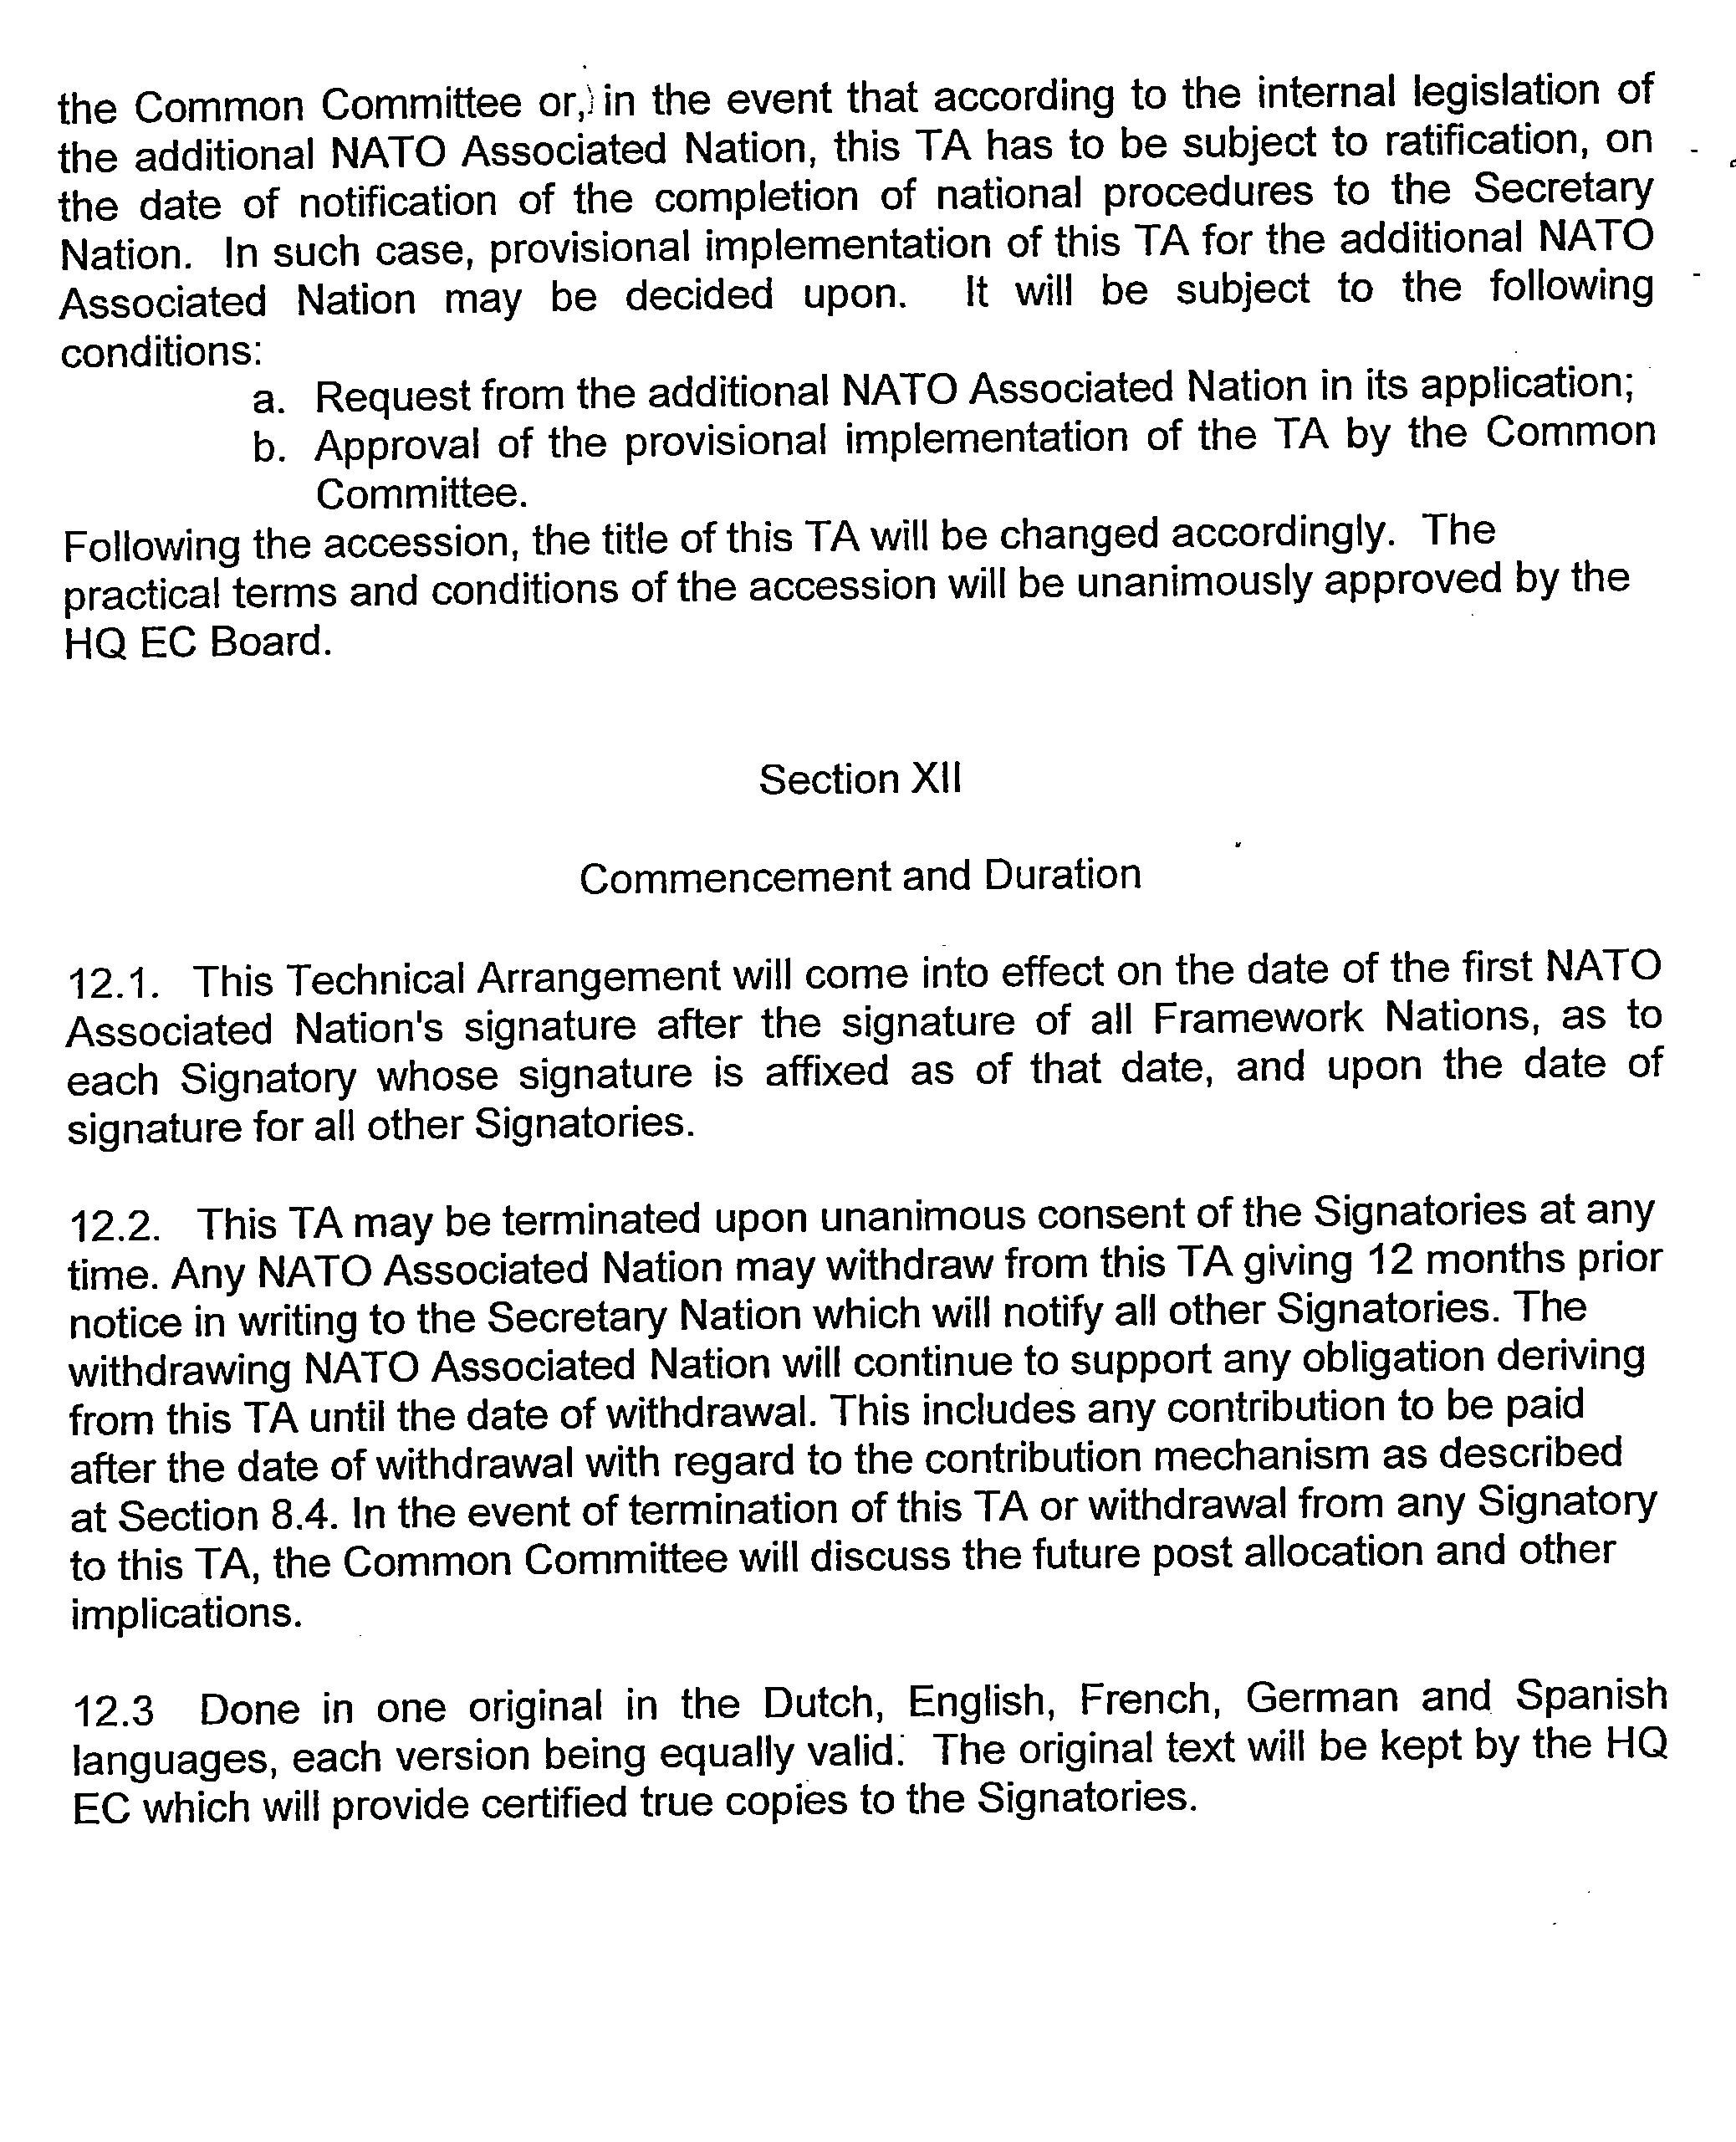 the Common Committee or, in the event that according to the internal legislation of
the additional NATO Associated Nation, this TA has to be subject to ratification, on
the date of notification of the completion of national procedures to the Secretary
Nation. In such case, provisional implementation of this TA for the additional NATO
Associated Nation may be decided upon. It will be subject to the following
conditions:
a. Request from the additional NATO Associated Nation in its application;
b. Approval of the provisional implementation of the TA by the Common
Committee.
Following the accession, the title of this TA will be changed accordingly. The
practical terms and conditions of the accession will be unanimously approved by the
HQ EC Board.
Section XII
Commencement and Duration
12.1. This Technical Arrangement will come into effect on the date of the first NATO
Associated Nation's signature after the signature of all Framework Nations, as to
each Signatory whose signature is affixed as of that date, and upon the date of
signature for all other Signatories.
12.2. This TA may be terminated upon unanimous consent of the Signatories at any
time. Any NATO Associated Nation may withdraw from this TA giving 12 months prior
notice in writing to the Secretary Nation which will notify all other Signatories. The
withdrawing NATO Associated Nation will continue to support any obligation deriving
from this TA until the date of withdrawal. This includes any contribution to be paid
after the date of withdrawal with regard to the contribution mechanism as described
at Section 8.4. In the event of termination of this TA or withdrawal from any Signatory
to this TA, the Common Committee will discuss the future post allocation and other
implications.
12.3 Done in one original in the Dutch, English, French, German and Spanish
languages, each version being equally valid. The original text will be kept by the HQ
EC which will provide certified true copies to the Signatories.